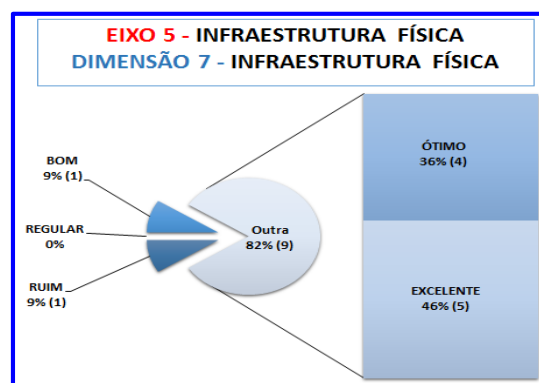 EIXO 5 - INFRAESTRUTURA FÍSICA
DIMENSÃO 7 - INFRAESTRUTURA FÍSICA
BOM
9% (1)
REGULAR
0%
RUIM
9% (1)
Outra
82% (9)
ÓTIMO
36% (4)
EXCELENTE
46% (5)